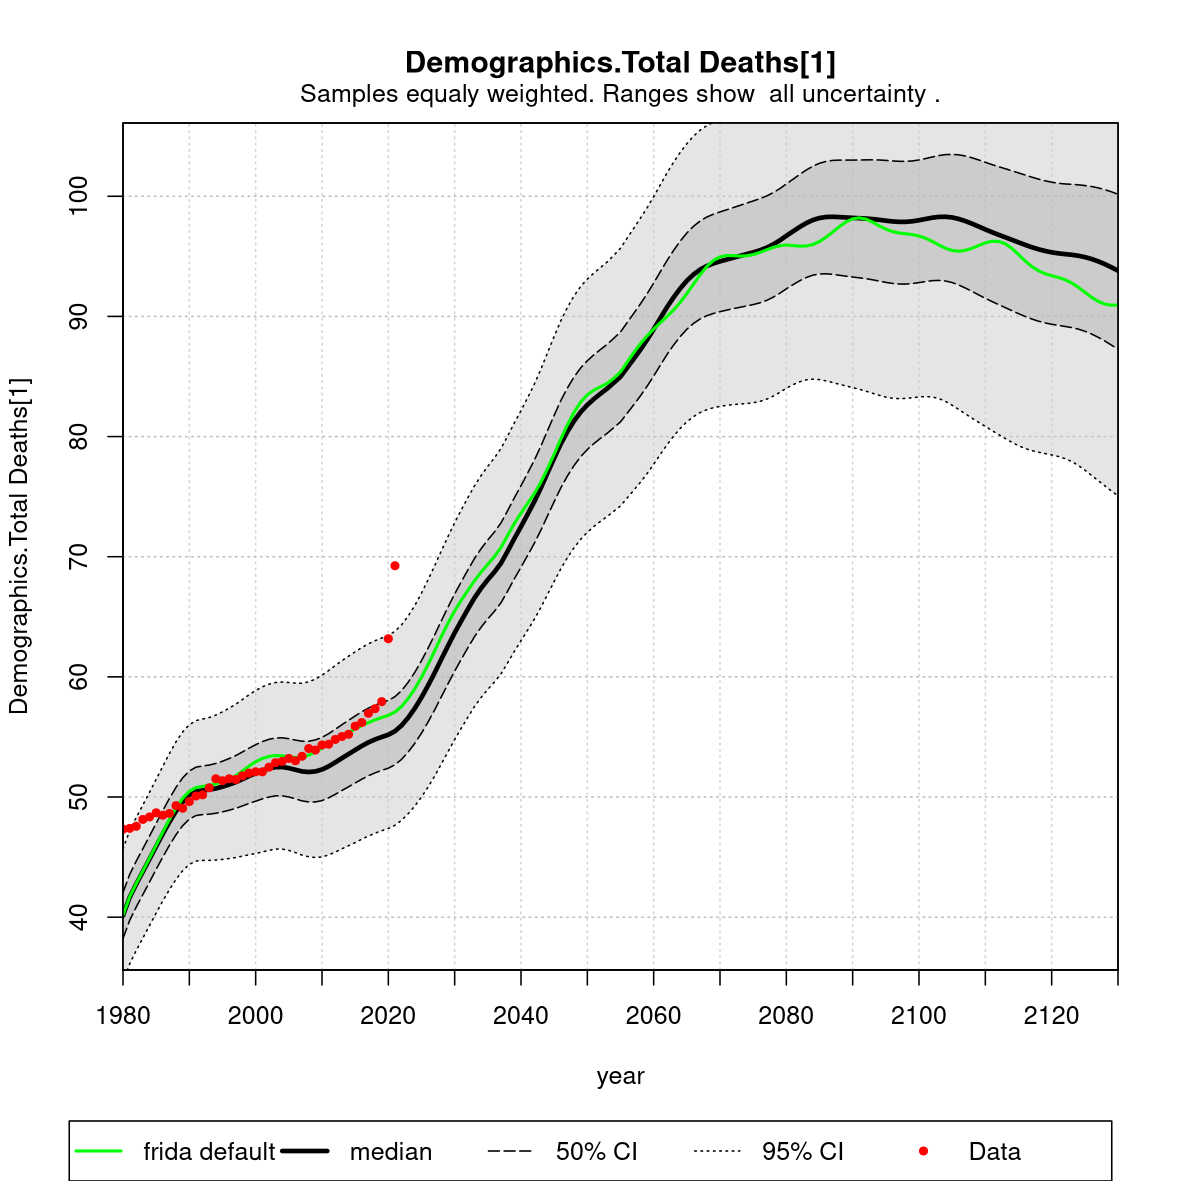 Demographics.Total Deaths[1]
Samples equaly weighted. Ranges show  all uncertainty .
Demographics.Total Deaths[1]
100
90
80
70
60
50
40
1980 2000 2020 2040 2060 2080 2100 2120
year
frida default median 50% CI 95% CI Data